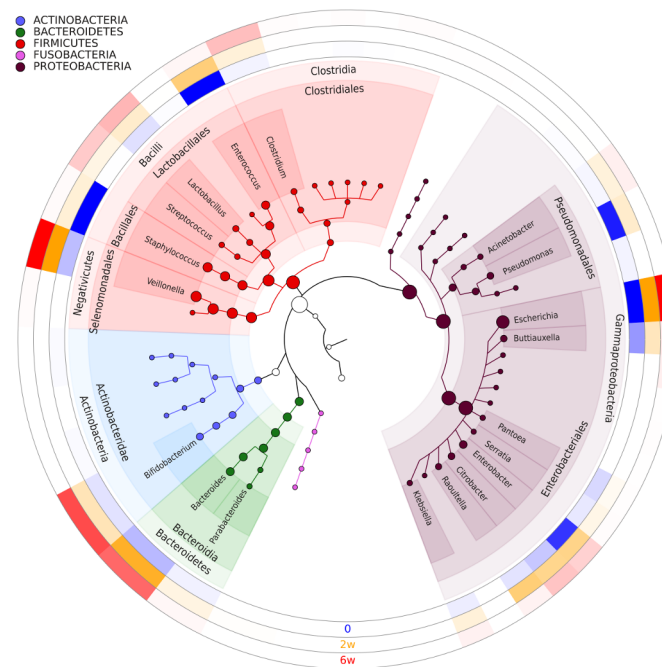 ACTINOBACTERIA
BACTEROIDETES
FIRMICUTES
FUSOBACTERIA
PROTEOBACTERIA
Clostridia
Clostridiales
Bacilli
Lactobacillales
Enterococcus
Clostridium
Lactobacillus
Streptococcus
Bacillales
Staphylococcus
Negativicutes
Selenomonadales
Veillonella
Actinobacteridae
Actinobacteria
Bifidobacterium
Bacteroides
Parabacteroides
Bacteroidia
Bacteroidetes
Pseudomonadales
Acinetobacter
Pseudomonas
Gammaproteobacteria
Escherichia
Buttiauxella
Enterobacteriales
Pantoea
Serratia
Enterobacter
Citrobacter
Raoultella
Klebsiella
0
2w
6w